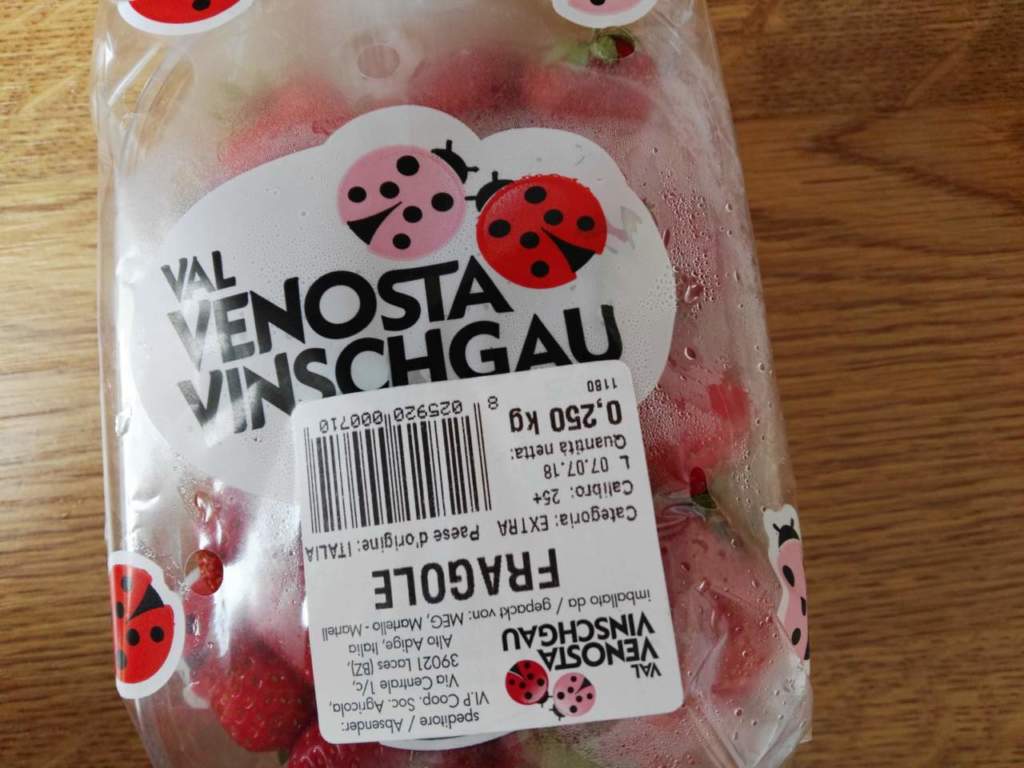 VAL
VENOSTA
VINSCHGAU
VAL
VENOSTA
VINSCHGAU
speditore / Absender:
VI.P Coop. Soc. Agricola,
Via Centrale 1/c,
39021 Laces (BZ),
Alto Adige, Italia
imballato da / gepackt von: MEG, Martello - Martell
FRAGOLE
Categoria: EXTRA Paese d'origine: ITALIA
Calibro: 25+
L 07.07.18
Quantità netta:
0,250 kg
1180
8 025920 000710